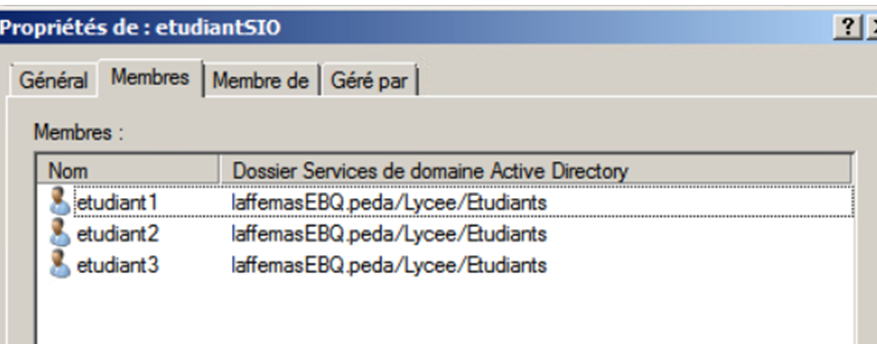 Propriétés de : etudiantSIO
Général Membres Membre de Géré par
Membres :
Nom Dossier Services de domaine Active Directory
etudiant1 laffemasEBQ.peda/Lycee/Etudiants
etudiant2 laffemasEBQ.peda/Lycee/Etudiants
etudiant3 laffemasEBQ.peda/Lycee/Etudiants